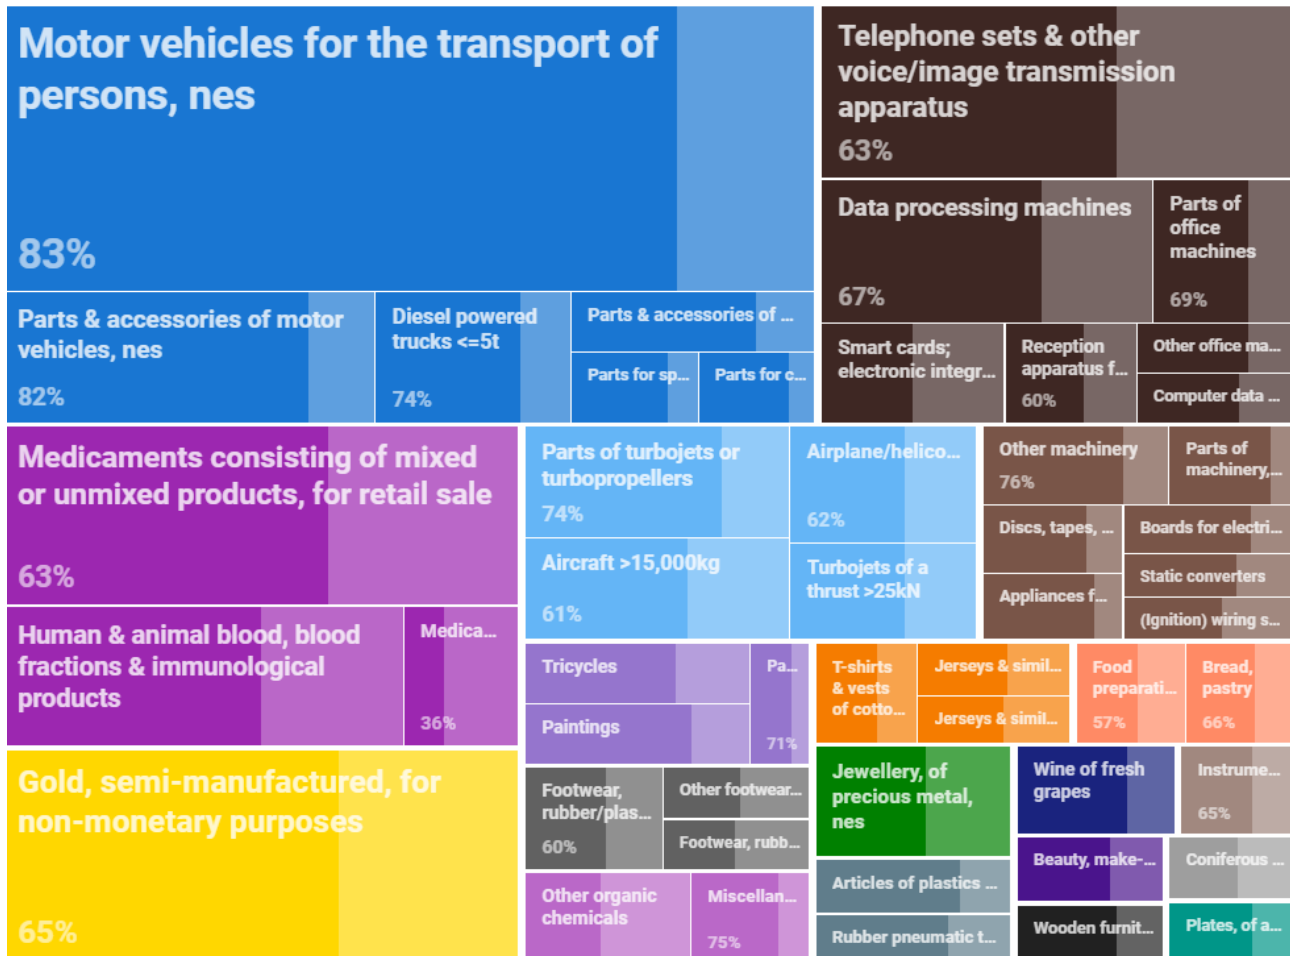 Motor vehicles for the transport of
persons, nes
83%
Parts & accessories of motor
vehicles, nes
82%
Diesel powered
trucks <=5t
74%
Parts & accessories of ...
Parts for sp...
Parts for c...
Telephone sets & other
voice/image transmission
apparatus
63%
Data processing machines
67%
Parts of
office
machines
69%
Smart cards;
electronic integr...
Reception
apparatus f...
60%
Other office ma...
Computer data ...
Medicaments consisting of mixed
or unmixed products, for retail sale
63%
Human & animal blood, blood
fractions & immunological
products
Medica...
36%
Gold, semi-manufactured, for
non-monetary purposes
65%
Parts of turbojets or
turbopropellers
74%
Airplane/helico...
62%
Aircraft >15,000kg
61%
Turbojets of a
thrust >25kN
Other machinery
76%
Parts of
machinery,...
Discs, tapes, ...
Appliances f...
Boards for electri...
Static converters
(Ignition) wiring s...
Tricycles
Paintings
Pa...
71%
T-shirts
& vests
of cotto...
Jerseys & simil...
Jerseys & simil...
Food
preparati...
57%
Bread,
pastry
66%
Footwear,
rubber/plas...
60%
Other footwear...
Footwear, rubb...
Jewellery, of
precious metal,
nes
Wine of fresh
grapes
Instrume...
65%
Other organic
chemicals
Miscellan...
75%
Articles of plastics ...
Rubber pneumatic t...
Beauty, make-...
Coniferous ...
Wooden furnit...
Plates, of a...